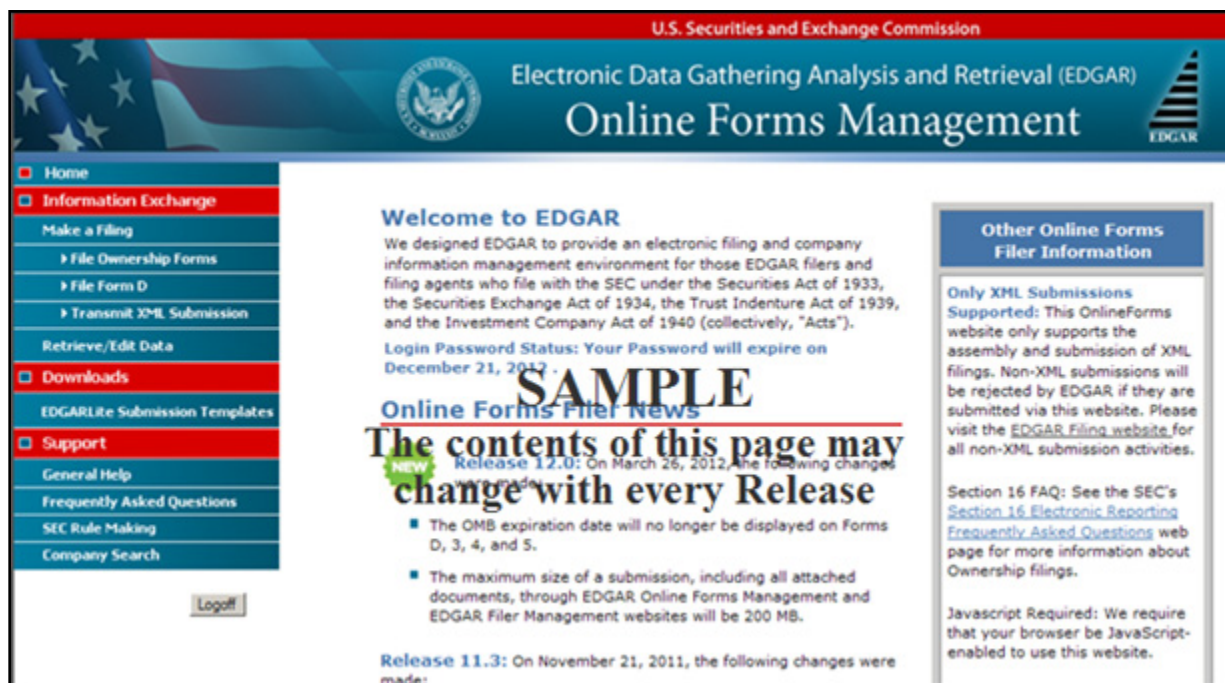 U.S. Securities and Exchange Commission
Electronic Data Gathering Analysis and Retrieval (EDGAR)
Online Forms Management
EDGAR
Home
Information Exchange
Make a Filing
File Ownership Forms
File Form D
Transmit XML Submission
Retrieve/Edit Data
Downloads
EDGARLite Submission Templates
Support
General Help
Frequently Asked Questions
SEC Rule Making
Company Search
Logoff
Welcome to EDGAR
We designed EDGAR to provide an electronic filing and company
information management environment for those EDGAR filers and
filing agents who file with the SEC under the Securities Act of 1933,
the Securities Exchange Act of 1934, the Trust Indenture Act of 1939,
and the Investment Company Act of 1940 (collectively, "Acts").
Login Password Status: Your Password will expire on
December 21, 2012 .
SAMPLE
Online Forms Filer News
The contents of this page may
NEW
Release 12.0: On March 26, 2012, the following changes
were made:
change with every Release
The OMB expiration date will no longer be displayed on Forms
D, 3, 4, and 5.
The maximum size of a submission, including all attached
documents, through EDGAR Online Forms Management and
EDGAR Filer Management websites will be 200 MB.
Release 11.3: On November 21, 2011, the following changes were
made:
Other Online Forms
Filer Information
Only XML Submissions
Supported: This OnlineForms
website only supports the
assembly and submission of XML
filings. Non-XML submissions will
be rejected by EDGAR if they are
submitted via this website. Please
visit the EDGAR Filing website for
all non-XML submission activities.
Section 16 FAQ: See the SEC's
Section 16 Electronic Reporting
Frequently Asked Questions web
page for more information about
Ownership filings.
Javascript Required: We require
that your browser be JavaScript-
enabled to use this website.